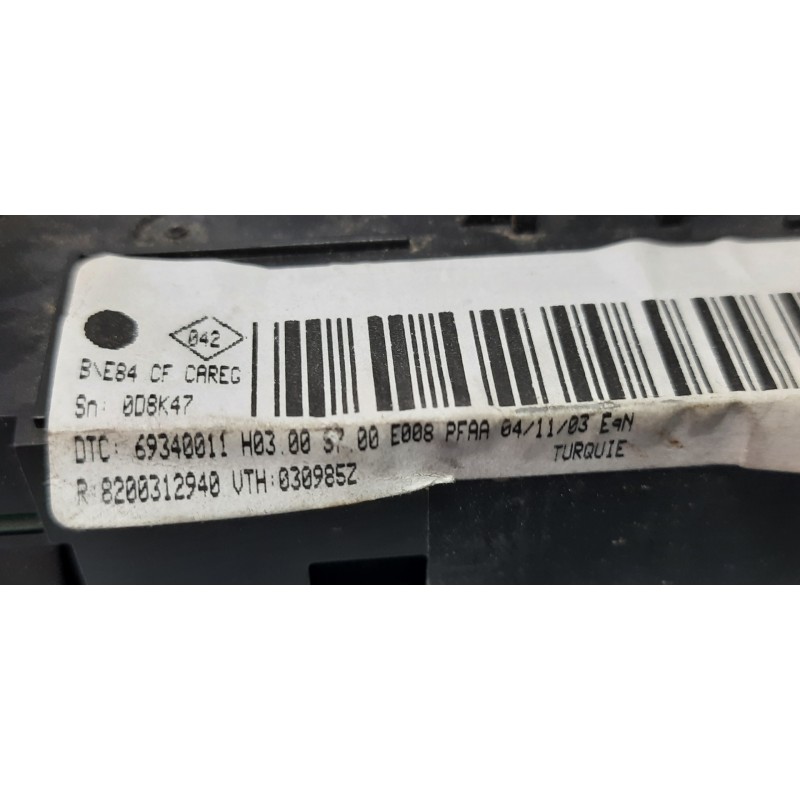 042
B\E84 CF CAREG
Sn: 0D8K47
DTC: 69340011 H03.00 S7.00 E008 PFAA 04/11/03 E4N
TURQUIE
R:8200312940 VTH:030985Z